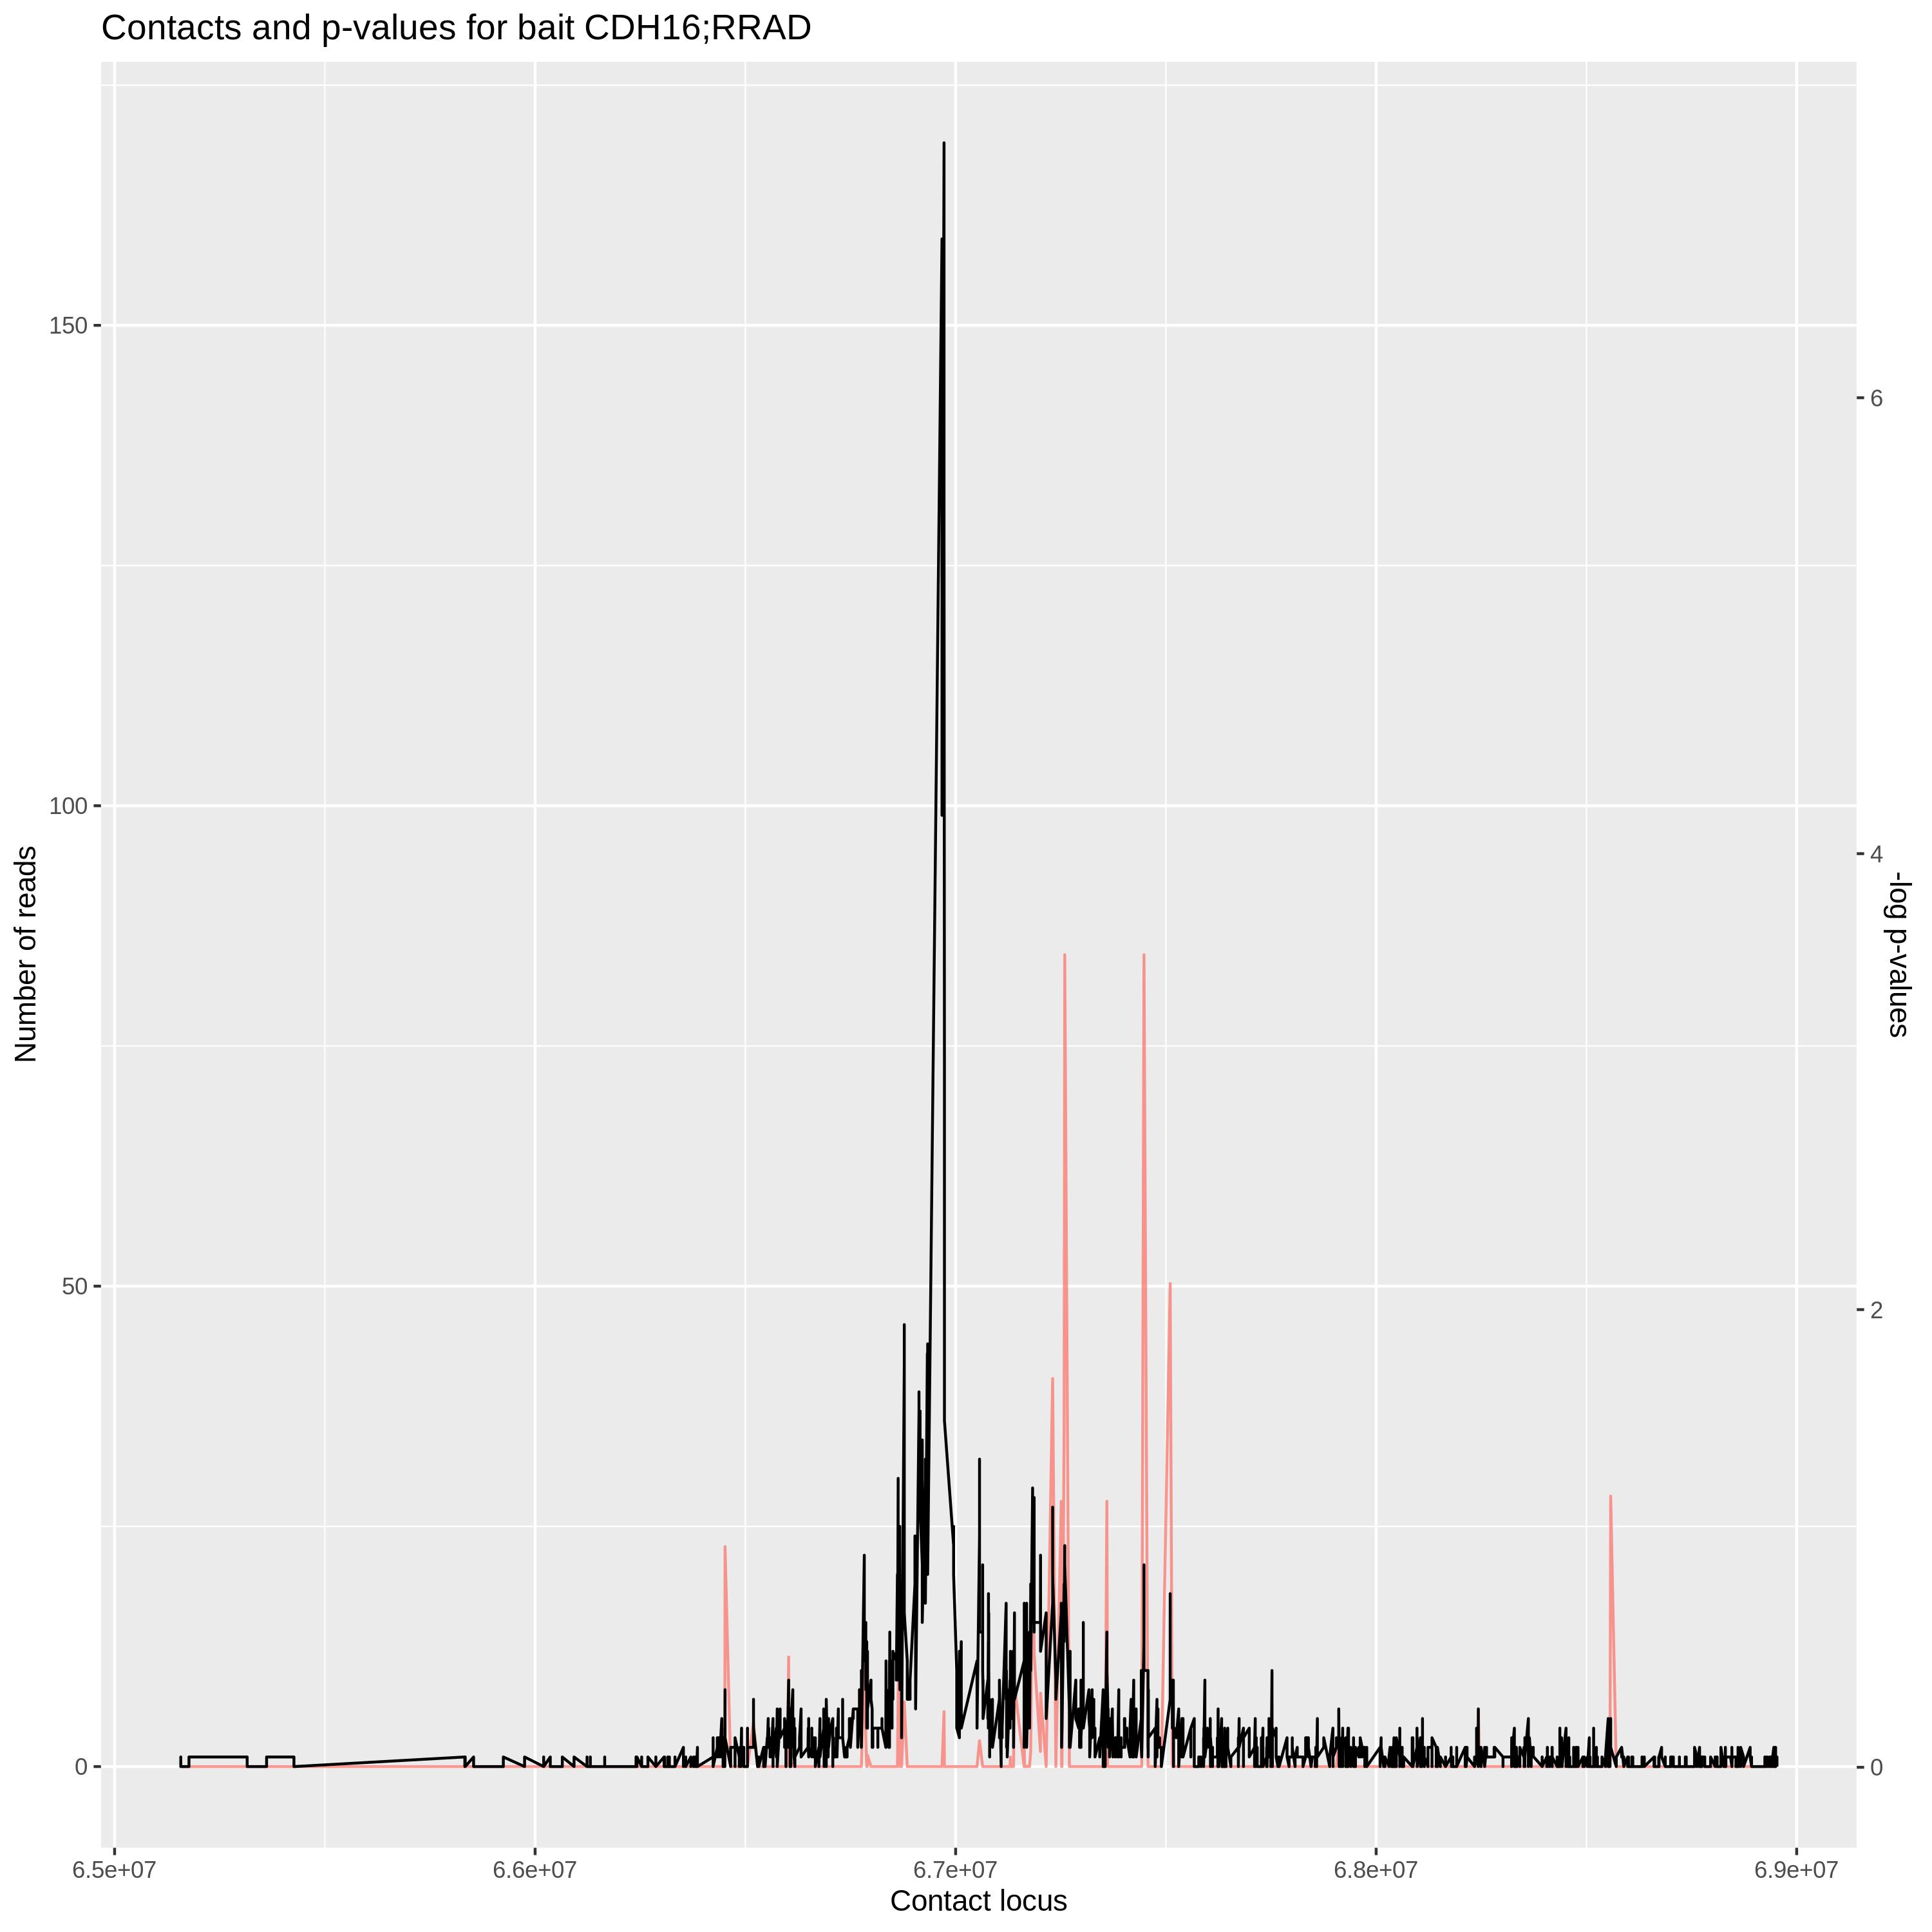 Contacts and p-values for bait CDH16;RRAD
Number of reads
150
100
50
0
6
4
2
0
-log p-values
6.5e+07
6.6e+07
6.7e+07
6.8e+07
6.9e+07
Contact locus